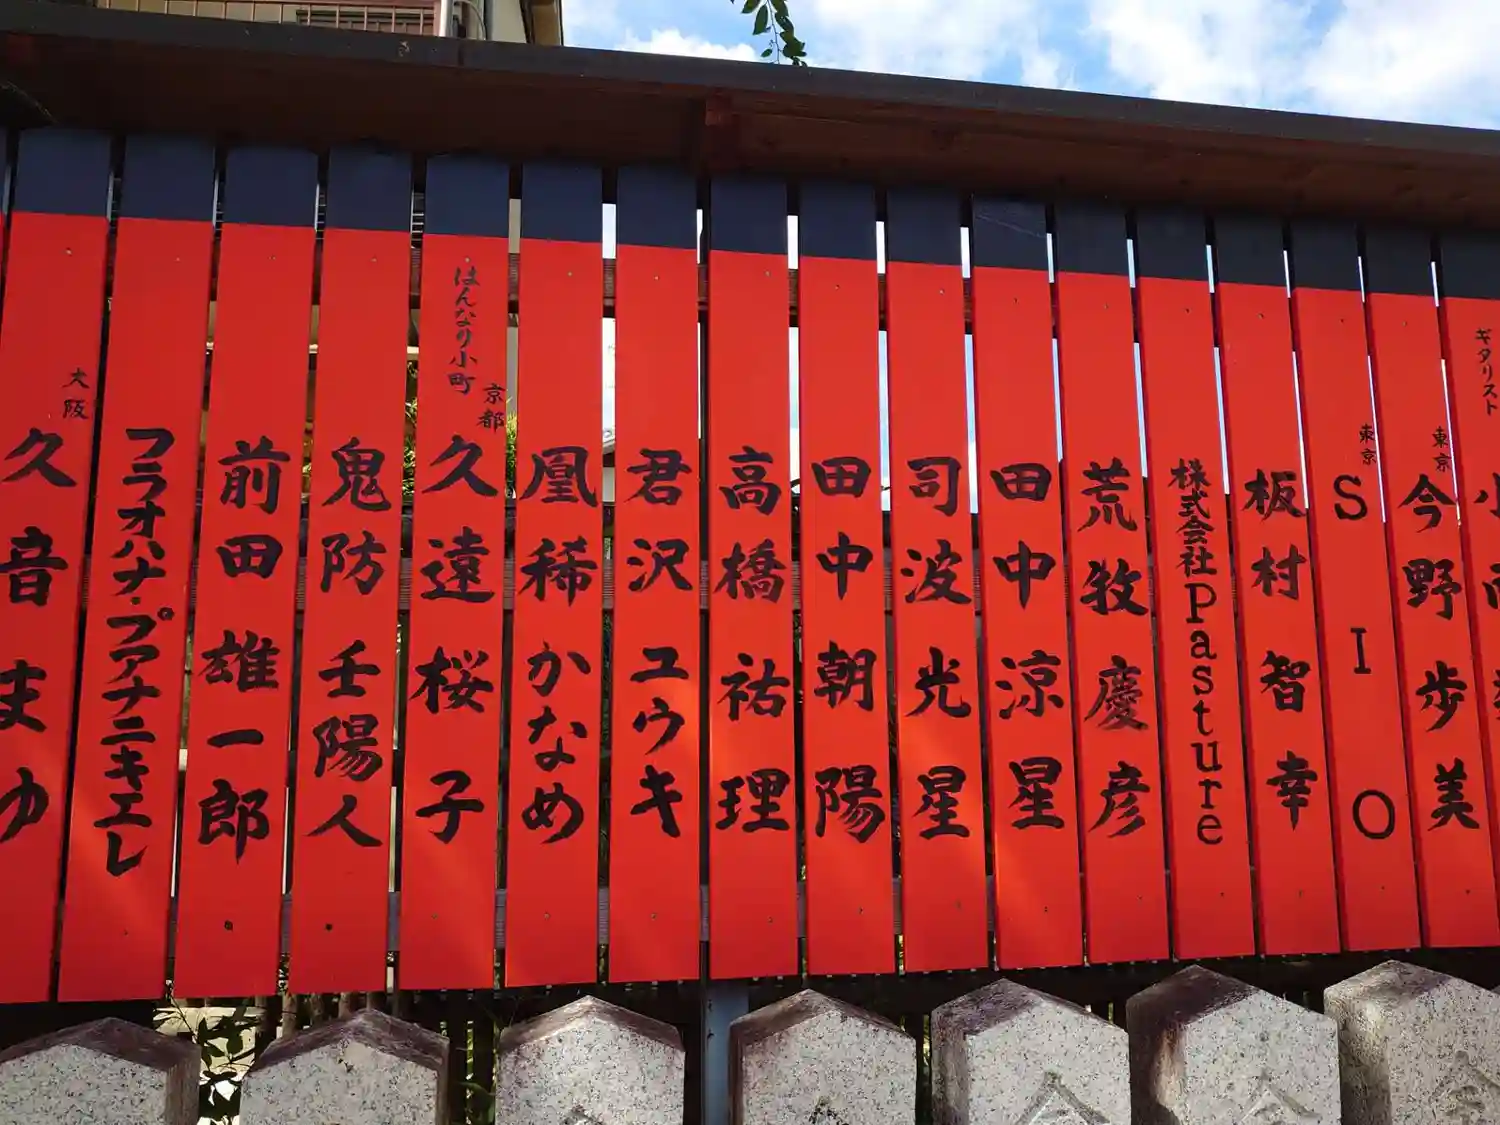 ギタリスト
東京
今野歩美
東京
SIO
板村智幸
株式会社Pasture
荒牧慶彦
田中涼星
司波光星
田中朝陽
高橋祐理
君沢ユウキ
凰稀かなめ
京都
はんなり小町
久遠桜子
鬼防壬陽人
前田雄一郎
フラオハナ・プアナニキエレ
大阪
久音まゆ